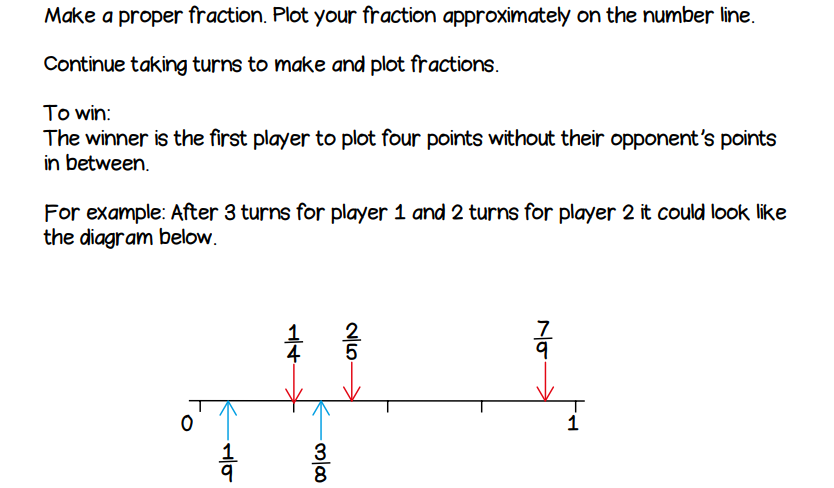 Make a proper fraction. Plot your fraction approximately on the number line.
Continue taking turns to make and plot fractions.
To win:
The winner is the first player to plot four points without their opponent's points
in between.
For example: After 3 turns for player 1 and 2 turns for player 2 it could look like
the diagram below.
1/4 2/5 7/9
0 1
1/9 3/8